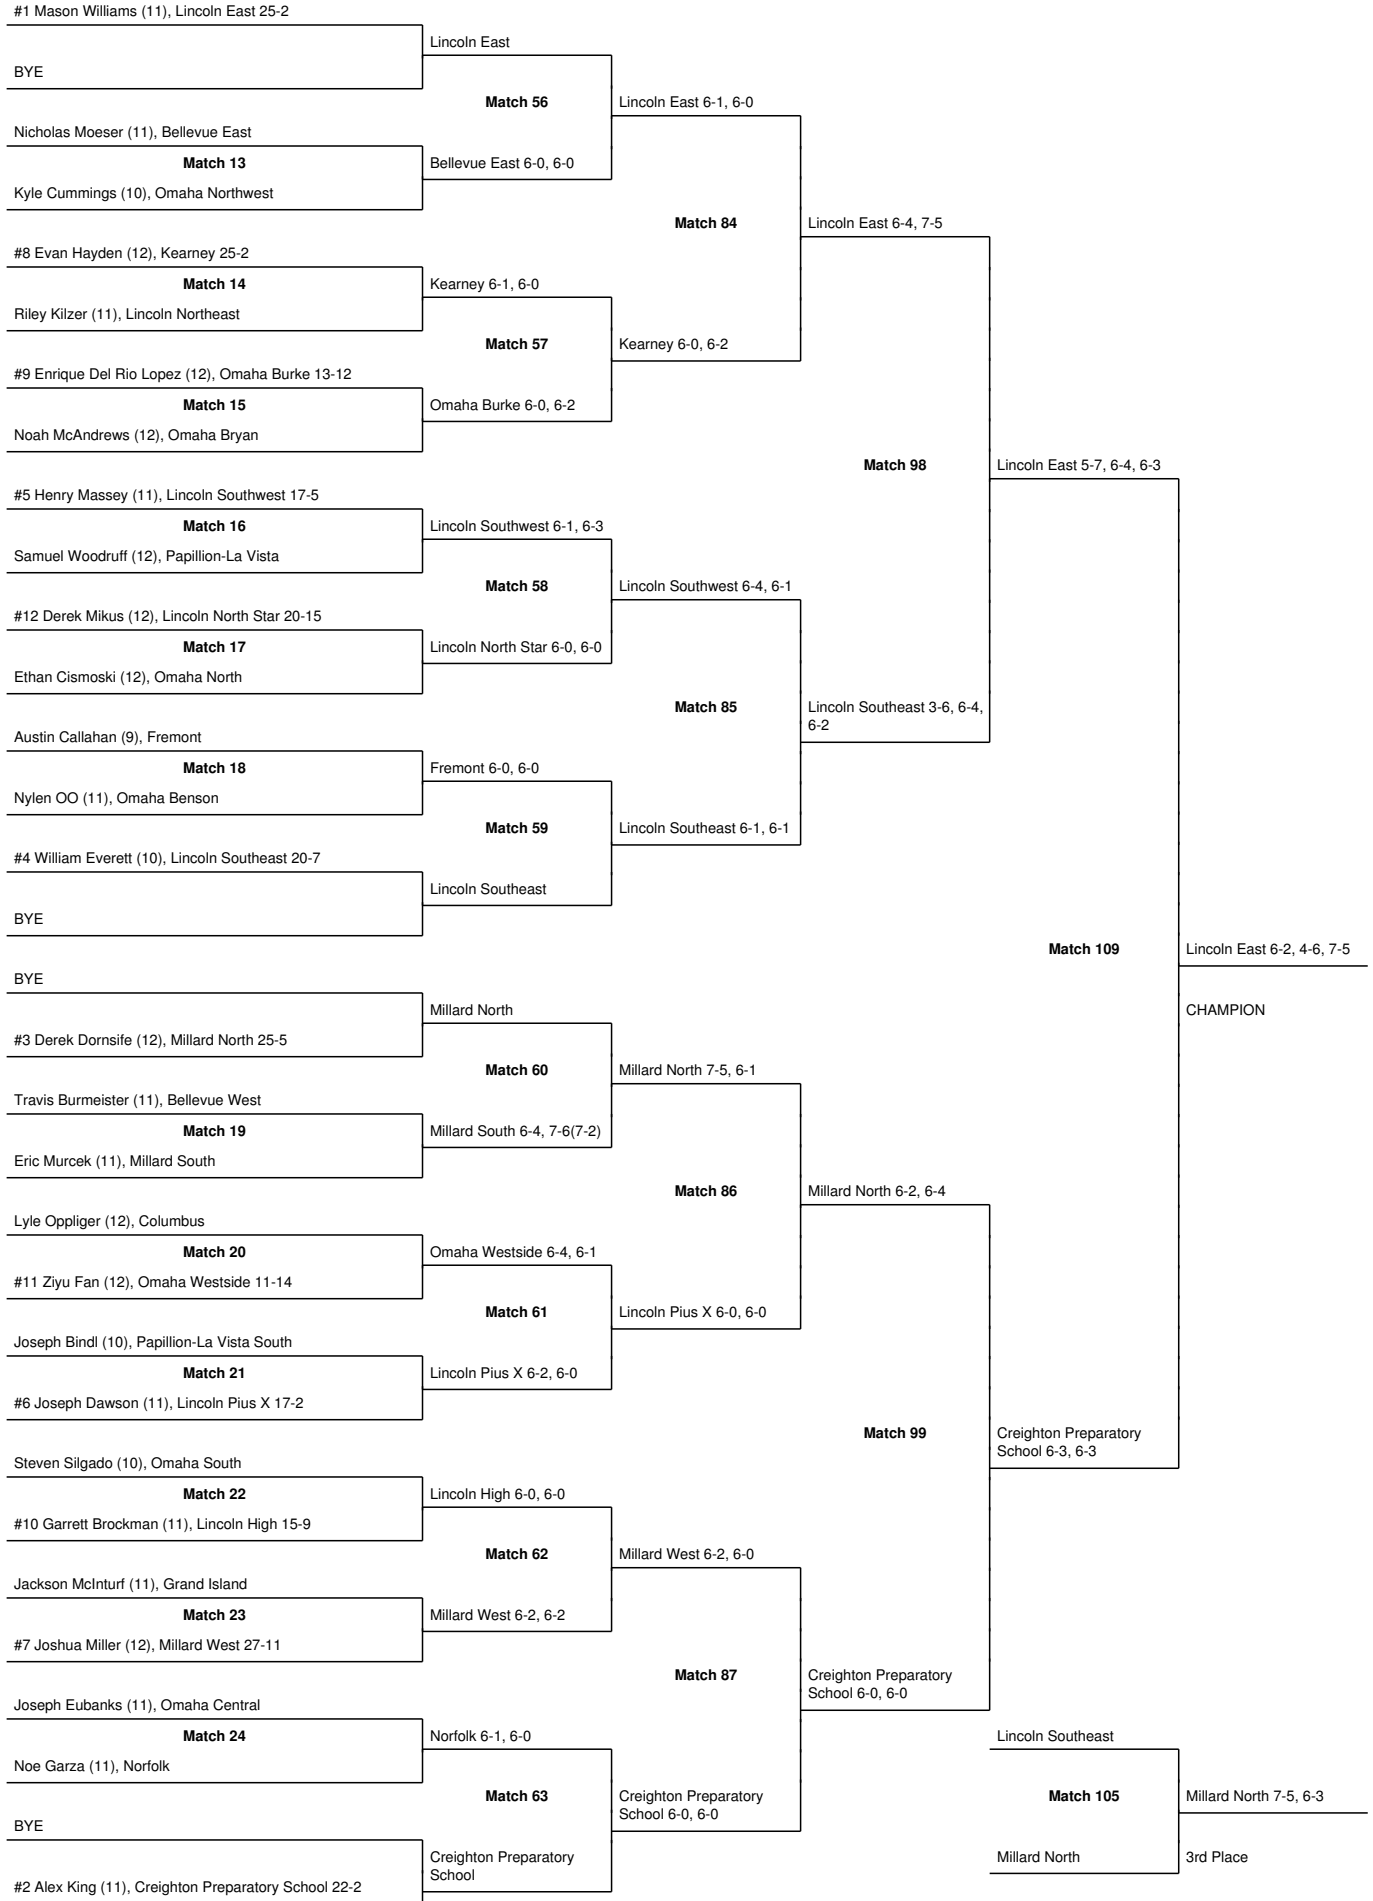 #1 Mason Williams (11), Lincoln East 25-2
Lincoln East
BYE
Match 56
Lincoln East 6-1, 6-0
Nicholas Moeser (11), Bellevue East
Match 13
Bellevue East 6-0, 6-0
Kyle Cummings (10), Omaha Northwest
Match 84
Lincoln East 6-4, 7-5
#8 Evan Hayden (12), Kearney 25-2
Match 14
Kearney 6-1, 6-0
Riley Kilzer (11), Lincoln Northeast
Match 57
Kearney 6-0, 6-2
#9 Enrique Del Rio Lopez (12), Omaha Burke 13-12
Match 15
Omaha Burke 6-0, 6-2
Noah McAndrews (12), Omaha Bryan
Match 98
Lincoln East 5-7, 6-4, 6-3
#5 Henry Massey (11), Lincoln Southwest 17-5
Match 16
Lincoln Southwest 6-1, 6-3
Samuel Woodruff (12), Papillion-La Vista
Match 58
Lincoln Southwest 6-4, 6-1
#12 Derek Mikus (12), Lincoln North Star 20-15
Match 17
Lincoln North Star 6-0, 6-0
Ethan Cismoski (12), Omaha North
Match 85
Lincoln Southeast 3-6, 6-4,
6-2
Austin Callahan (9), Fremont
Match 18
Fremont 6-0, 6-0
Nylen OO (11), Omaha Benson
Match 59
Lincoln Southeast 6-1, 6-1
#4 William Everett (10), Lincoln Southeast 20-7
Lincoln Southeast
BYE
Match 109
Lincoln East 6-2, 4-6, 7-5
BYE
Millard North
CHAMPION
#3 Derek Dornsife (12), Millard North 25-5
Match 60
Millard North 7-5, 6-1
Travis Burmeister (11), Bellevue West
Match 19
Millard South 6-4, 7-6(7-2)
Eric Murcek (11), Millard South
Match 86
Millard North 6-2, 6-4
Lyle Oppliger (12), Columbus
Match 20
Omaha Westside 6-4, 6-1
#11 Ziyu Fan (12), Omaha Westside 11-14
Match 61
Lincoln Pius X 6-0, 6-0
Joseph Bindl (10), Papillion-La Vista South
Match 21
Lincoln Pius X 6-2, 6-0
#6 Joseph Dawson (11), Lincoln Pius X 17-2
Match 99
Creighton Preparatory
School 6-3, 6-3
Steven Silgado (10), Omaha South
Match 22
Lincoln High 6-0, 6-0
#10 Garrett Brockman (11), Lincoln High 15-9
Match 62
Millard West 6-2, 6-0
Jackson McInturf (11), Grand Island
Match 23
Millard West 6-2, 6-2
#7 Joshua Miller (12), Millard West 27-11
Match 87
Creighton Preparatory
School 6-0, 6-0
Joseph Eubanks (11), Omaha Central
Match 24
Norfolk 6-1, 6-0
Lincoln Southeast
Noe Garza (11), Norfolk
Match 63
Creighton Preparatory
School 6-0, 6-0
Match 105
Millard North 7-5, 6-3
BYE
Creighton Preparatory
School
Millard North
3rd Place
#2 Alex King (11), Creighton Preparatory School 22-2